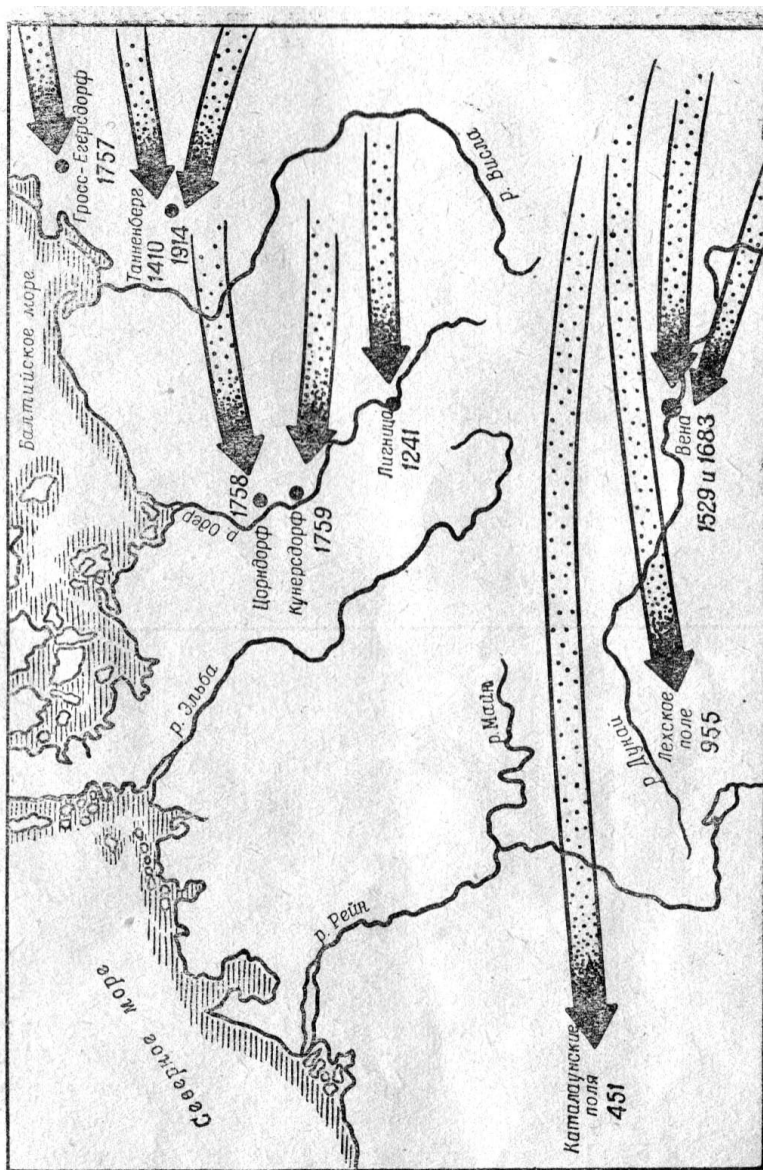 Северное море
Балтийское море
р. Рейн
р. Эльба
р Одер
р. Висла
р. Майн
р Дунай
Гросс-Егерсдорф
1757
Танненберг
1410
1914
Цорндорф 1758
Кунерсдорф
1759
Лигница
1241
Каталаунские
поля
451
Лехское
поле
955
Вена
1529 и 1683